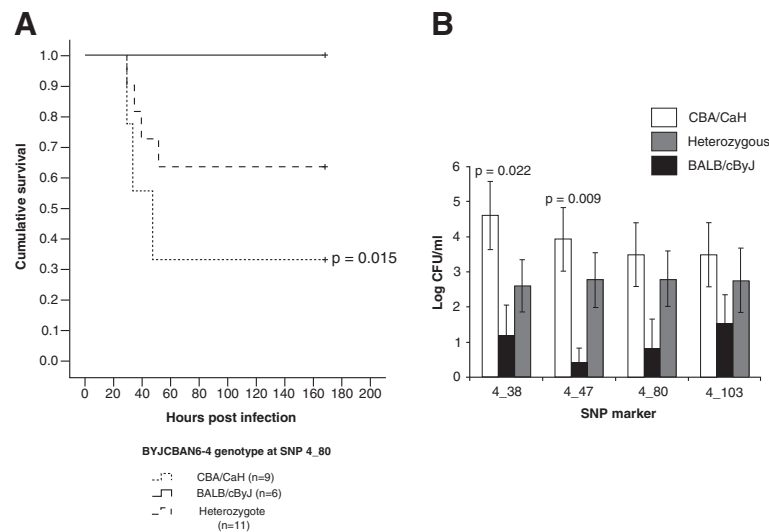 A
1.0
0.9
0.8
0.7
0.6
0.5
0.4
0.3
0.2
0.1
0.0
Cumulative survival
p = 0.015
0 20 40 60 80 100 120 140 160 180 200
Hours post infection
BYJCBAN6-4 genotype at SNP 4_80
CBA/CaH (n=9)
BALB/cByJ (n=6)
Heterozygote
(n=11)
B
CBA/CaH
Heterozygous
BALB/cByJ
6
5
4
3
2
1
0
Log CFU/ml
p = 0.022
p = 0.009
4_38 4_47 4_80 4_103
SNP marker